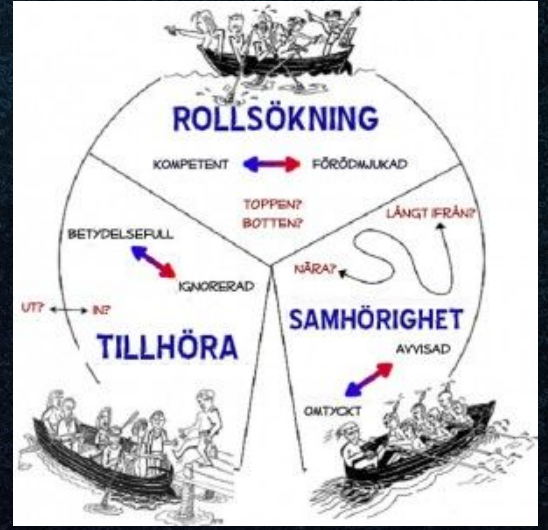 ROLLSÖKNING
KOMPETENT
FÖRÖDMJUKAD
TOPPEN?
BOTTEN?
LÅNGT IFRÅN?
NÄRA?
BETYDELSEFULL
IGNORERAD
UT?
IN?
TILLHÖRA
SAMHÖRIGHET
AVVISAD
OMTYCKT